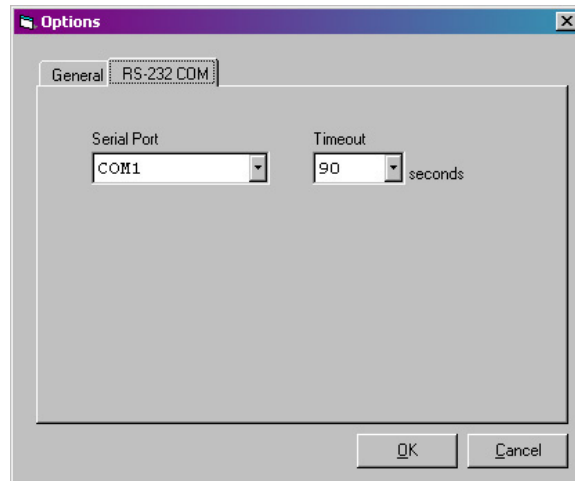 Options
General RS-232 COM
Serial Port Timeout
COM1 90 seconds
OK Cancel